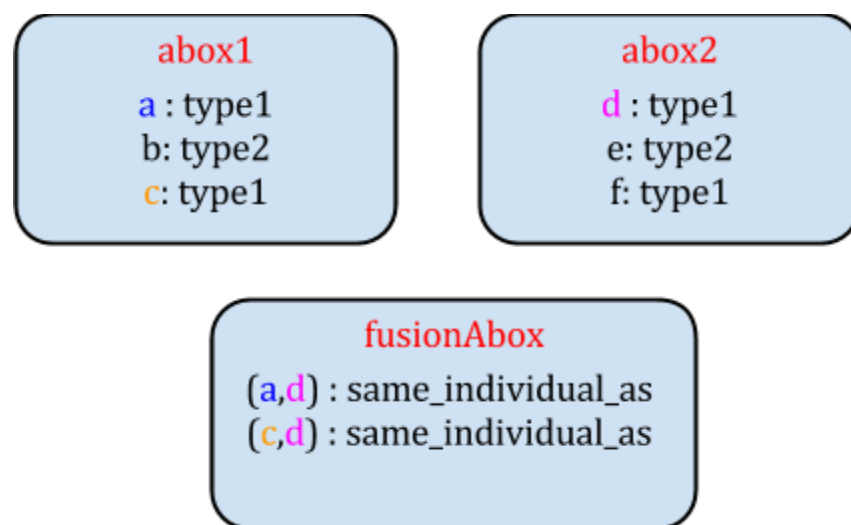 abox1
a : type1
b: type2
c: type1
abox2
d : type1
e: type2
f: type1
fusionAbox
(a,d) : same_individual_as
(c,d) : same_individual_as